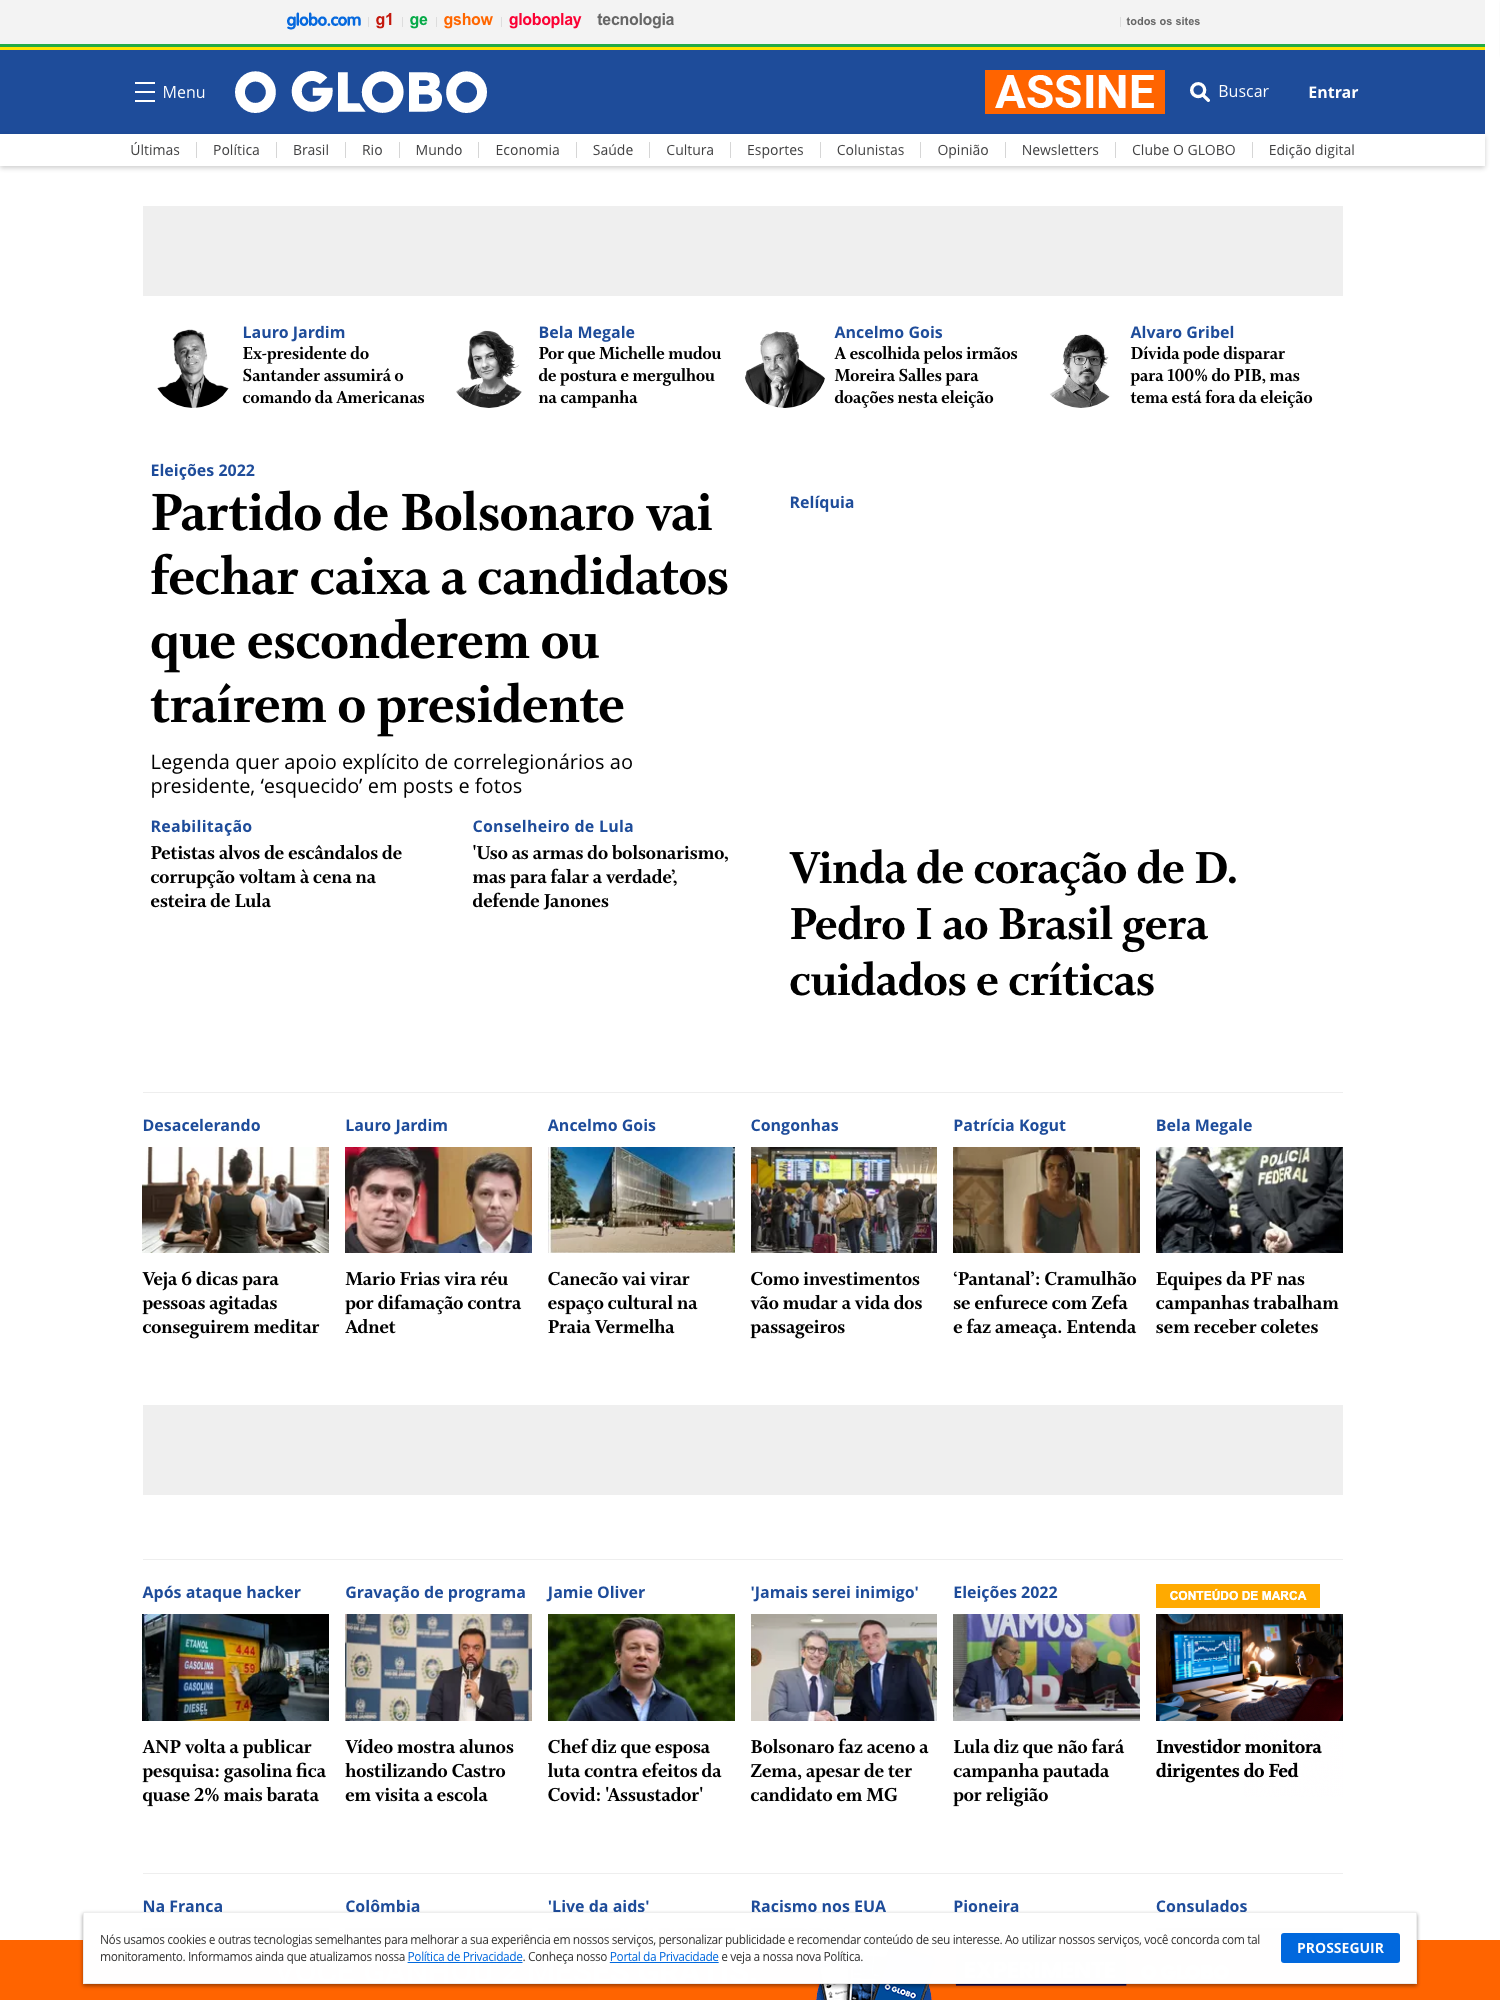 globo.com
g1
ge
gshow
globoplay
tecnologia
todos os sites
Menu
O GLOBO
ASSINE
Buscar
Entrar
Últimas
Política
Brasil
Rio
Mundo
Economia
Saúde
Cultura
Esportes
Colunistas
Opinião
Newsletters
Clube O GLOBO
Edição digital
Lauro Jardim
Ex-presidente do
Santander assumirá o
comando da Americanas
Bela Megale
Por que Michelle mudou
de postura e mergulhou
na campanha
Ancelmo Gois
A escolhida pelos irmãos
Moreira Salles para
doações nesta eleição
Alvaro Gribel
Dívida pode disparar
para 100% do PIB, mas
tema está fora da eleição
Eleições 2022
Partido de Bolsonaro vai
fechar caixa a candidatos
que esconderem ou
traírem o presidente
Legenda quer apoio explícito de correlegionários ao
presidente, ‘esquecido’ em posts e fotos
Reabilitação
Petistas alvos de escândalos de
corrupção voltam à cena na
esteira de Lula
Conselheiro de Lula
'Uso as armas do bolsonarismo,
mas para falar a verdade’,
defende Janones
Relíquia
Vinda de coração de D.
Pedro I ao Brasil gera
cuidados e críticas
Desacelerando
Veja 6 dicas para
pessoas agitadas
conseguirem meditar
Lauro Jardim
Mario Frias vira réu
por difamação contra
Adnet
Ancelmo Gois
Canecão vai virar
espaço cultural na
Praia Vermelha
Congonhas
Como investimentos
vão mudar a vida dos
passageiros
Patrícia Kogut
‘Pantanal’: Cramulhão
se enfurece com Zefa
e faz ameaça. Entenda
Bela Megale
POLÍCIA
FEDERAL
Equipes da PF nas
campanhas trabalham
sem receber coletes
Após ataque hacker
ETANOL
4.44
GASOLINA
59
GASOLINA
DIESEL
7.4
ANP volta a publicar
pesquisa: gasolina fica
quase 2% mais barata
Gravação de programa
Vídeo mostra alunos
hostilizando Castro
em visita a escola
Jamie Oliver
Chef diz que esposa
luta contra efeitos da
Covid: 'Assustador'
'Jamais serei inimigo'
Bolsonaro faz aceno a
Zema, apesar de ter
candidato em MG
Eleições 2022
VAMOS
Lula diz que não fará
campanha pautada
por religião
CONTEÚDO DE MARCA
Investidor monitora
dirigentes do Fed
Na França
Colômbia
'Live da aids'
Racismo nos EUA
Pioneira
Consulados
Nós usamos cookies e outras tecnologias semelhantes para melhorar a sua experiência em nossos serviços, personalizar publicidade e recomendar conteúdo de seu interesse. Ao utilizar nossos serviços, você concorda com tal
monitoramento. Informamos ainda que atualizamos nossa Política de Privacidade. Conheça nosso Portal da Privacidade e veja a nossa nova Política.
PROSSEGUIR
O GLOBO